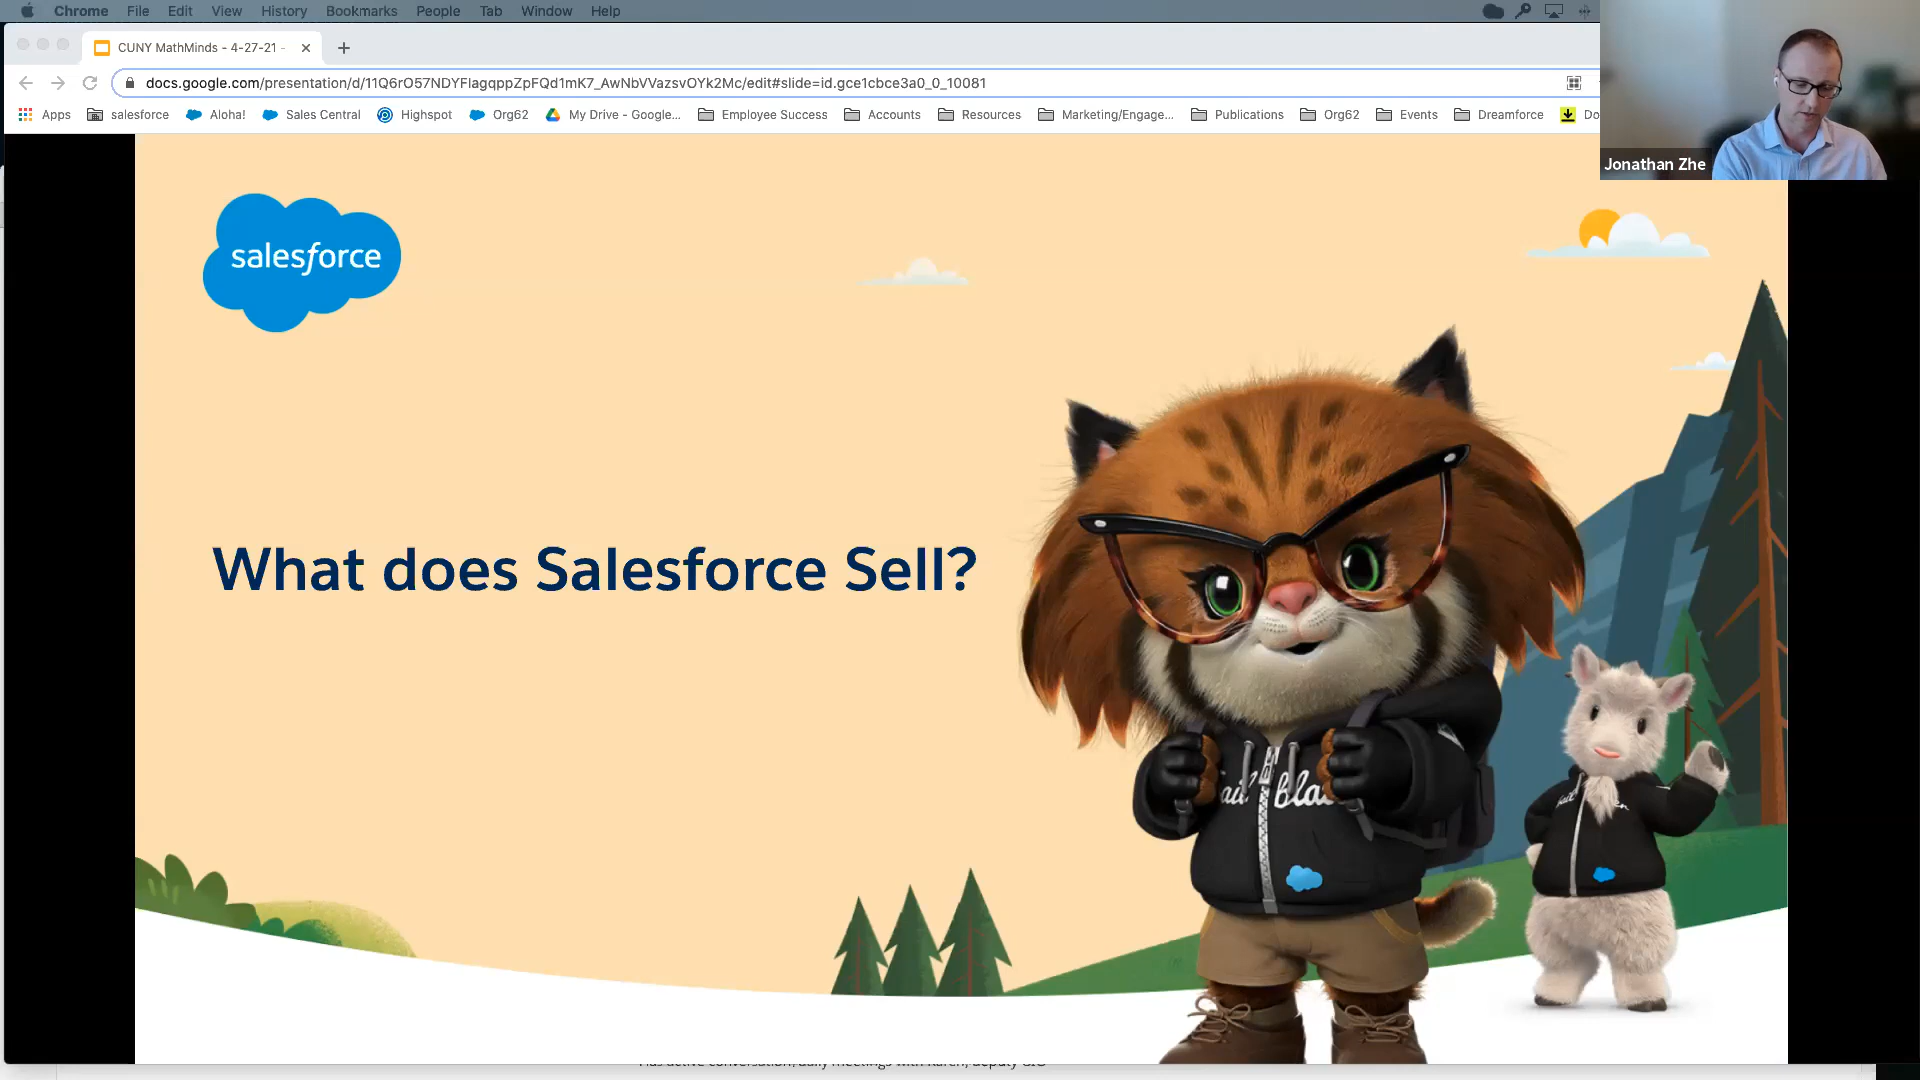 Chrome File Edit View History Bookmarks People Tab Window Help
CUNY MathMinds - 4-27-21 -
docs.google.com/presentation/d/11Q6rO57NDYFlagqppZpFQd1mK7_AwNbVVazsvOYk2Mc/edit#slide=id.gce1cbce3a0_0_10081
Apps salesforce Aloha! Sales Central Highspot Org62 My Drive - Google... Employee Success Accounts Resources Marketing/Engage... Publications Org62 Events Dreamforce Do
Jonathan Zhe
salesforce
What does Salesforce Sell?